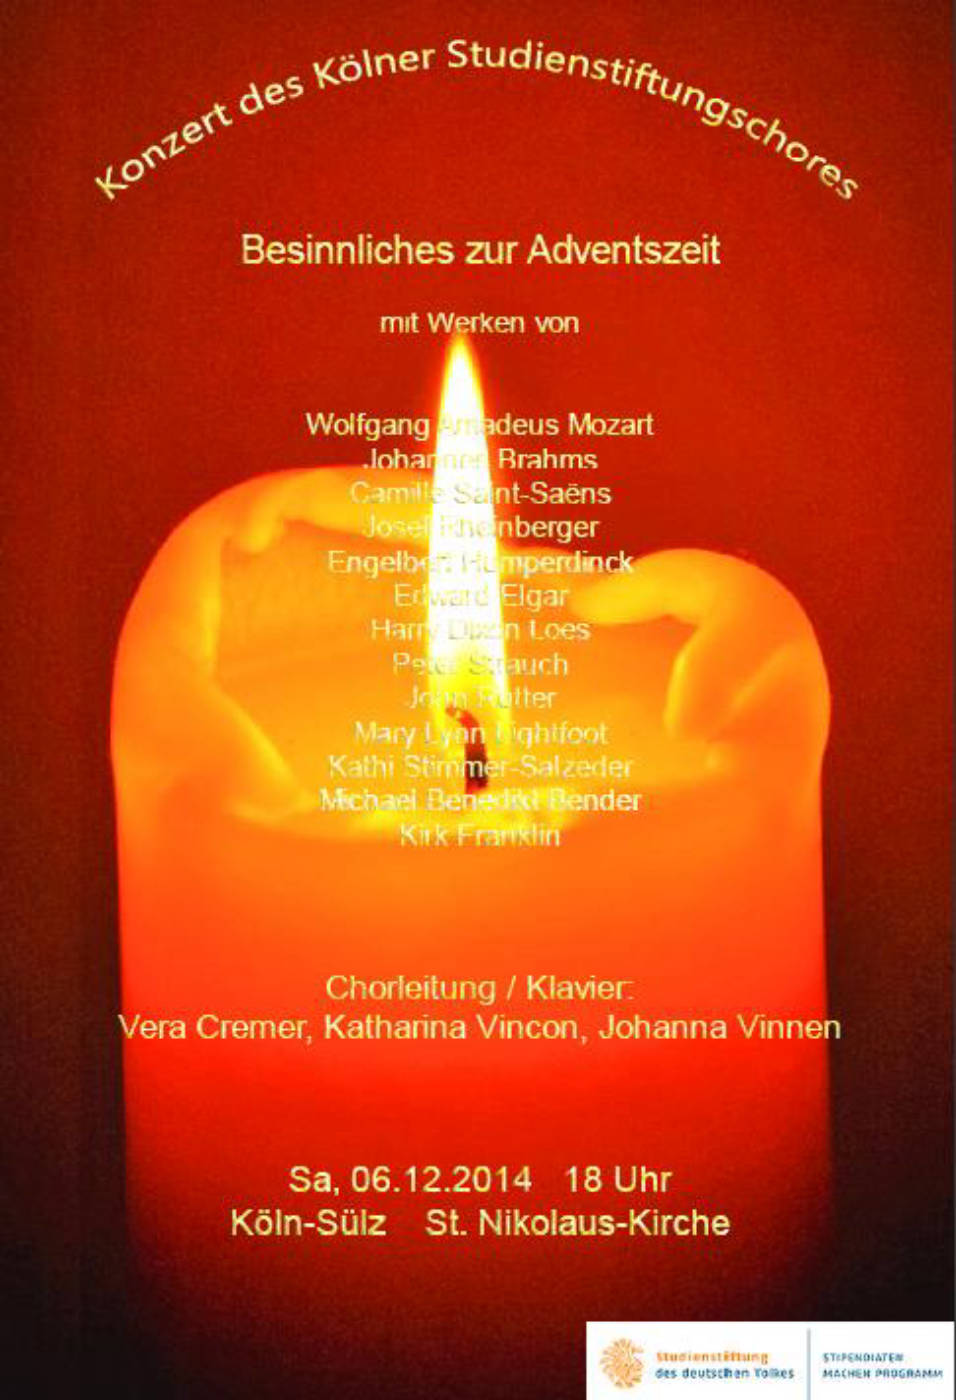 Konzert des Kölner Studienstiftungschores
Besinnliches zur Adventszeit
mit Werken von
Wolfgang Amadeus Mozart
Johannes Brahms
Camille Saint-Saëns
Josef Rheinberger
Engelbert Humperdinck
Edward Elgar
Harry Dixon Loes
Peter Strauch
John Rutter
Mary Lynn Lightfoot
Kathi Stimmer-Salzeder
Michael Benedikt Bender
Kirk Franklin
Chorleitung / Klavier:
Vera Cremer, Katharina Vincon, Johanna Vinnen
Sa, 06.12.2014 18 Uhr
Köln-Sülz St. Nikolaus-Kirche
Studienstiftung
des deutschen Volkes
STIPENDIATEN
MACHEN PROGRAMM